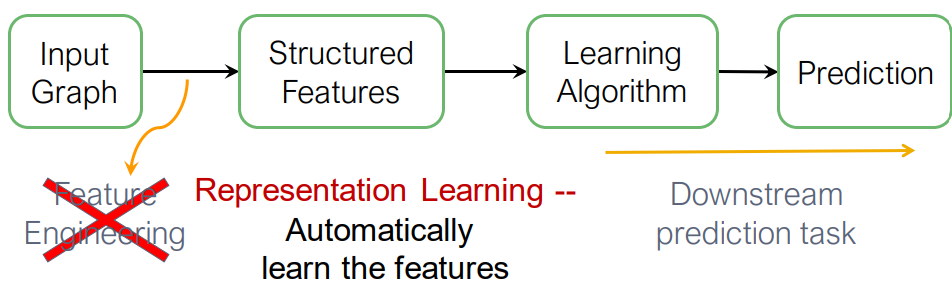 Input
Graph
Structured
Features
Learning
Algorithm
Prediction
Feature
Engineering
Representation Learning --
Automatically
learn the features
Downstream
prediction task